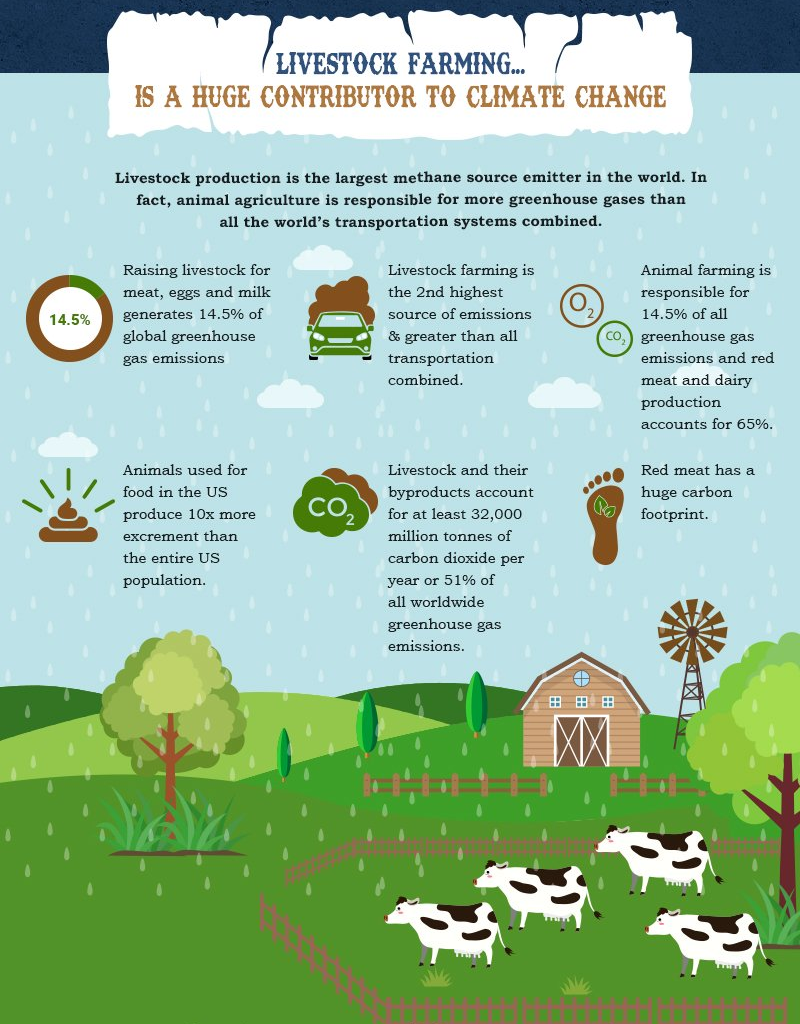 LIVESTOCK FARMING...
IS A HUGE CONTRIBUTOR TO CLIMATE CHANGE
Livestock production is the largest methane source emitter in the world. In
fact, animal agriculture is responsible for more greenhouse gases than
all the world's transportation systems combined.
14.5%
Raising livestock for
meat, eggs and milk
generates 14.5% of
global greenhouse
gas emissions
Livestock farming is
the 2nd highest
source of emissions
& greater than all
transportation
combined.
O2
CO2
Animal farming is
responsible for
14.5% of all
greenhouse gas
emissions and red
meat and dairy
production
accounts for 65%.
Animals used for
food in the US
produce 10x more
excrement than
the entire US
population.
CO2
Livestock and their
byproducts account
for at least 32,000
million tonnes of
carbon dioxide per
year or 51% of
all worldwide
greenhouse gas
emissions.
Red meat has a
huge carbon
footprint.